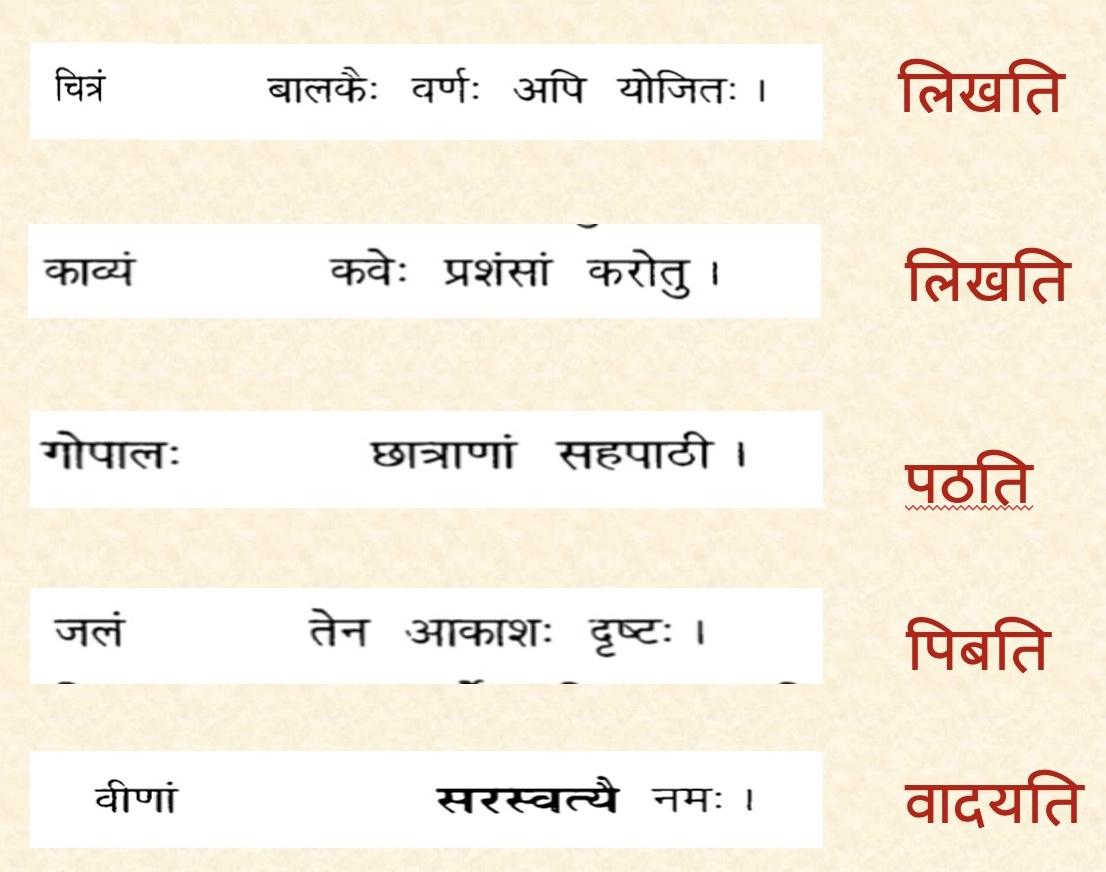 चित्रं बालकैः वर्णः अपि योजितः । लिखति
काव्यं कवेः प्रशंसां करोतु । लिखति
गोपालः छात्राणां सहपाठी । पठति
जलं तेन आकाशः दृष्टः । पिबति
वीणां सरस्वत्यै नमः । वादयति